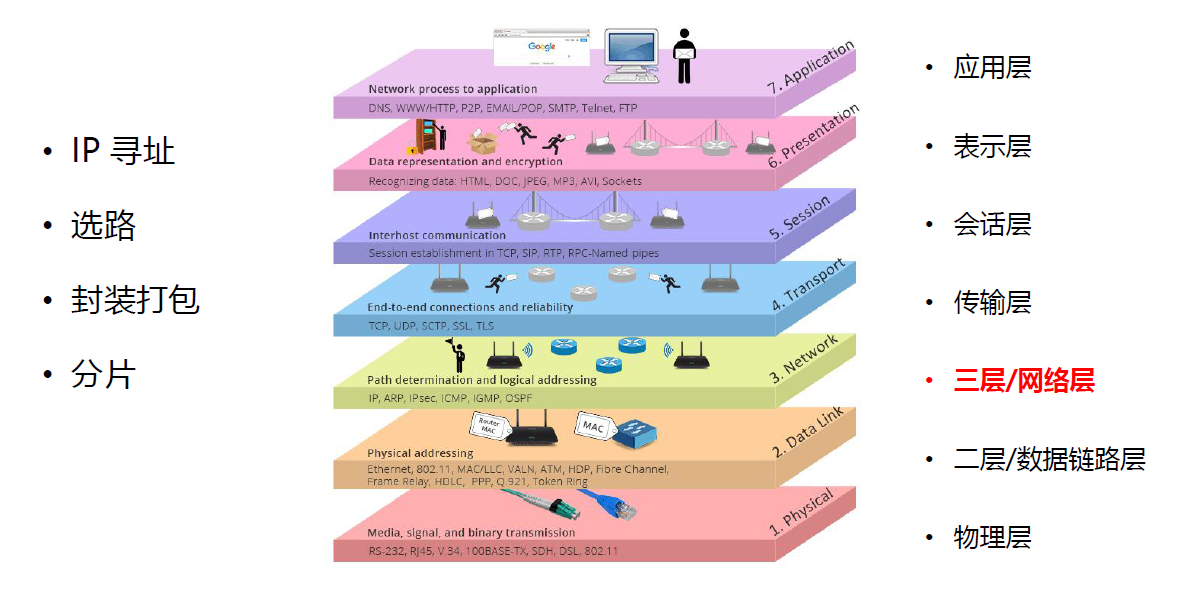 IP 寻址
选路
封装打包
分片
Google
7. Application
Network process to application
DNS, WWW/HTTP, P2P, EMAIL/POP, SMTP, Telnet, FTP
6. Presentation
Data representation and encryption
Recognizing data: HTML, DOC, JPEG, MP3, AVI, Sockets
5. Session
Interhost communication
Session establishment in TCP, SIP, RTP, RPC-Named pipes
4. Transport
End-to-end connections and reliability
TCP, UDP, SCTP, SSL, TLS
3. Network
Path determination and logical addressing
IP, ARP, IPsec, ICMP, IGMP, OSPF
Router
MAC
MAC
2. Data Link
Physical addressing
Ethernet, 802.11, MAC/LLC, VALN, ATM, HDP, Fibre Channel,
Frame Relay, HDLC, PPP, Q.921, Token Ring
1. Physical
Media, signal, and binary transmission
RS-232, RJ45, V.34, 100BASE-TX, SDH, DSL, 802.11
应用层
表示层
会话层
传输层
三层/网络层
二层/数据链路层
物理层